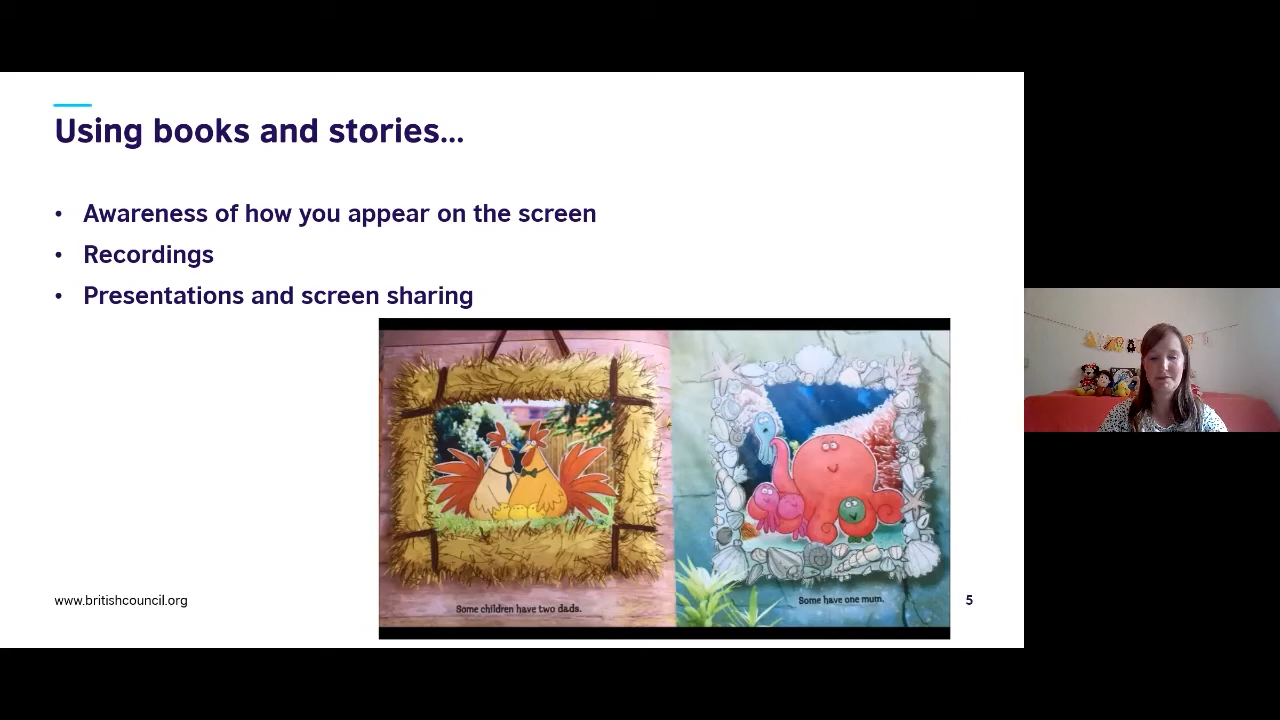 Using books and stories...
• Awareness of how you appear on the screen
• Recordings
• Presentations and screen sharing
Some children have two dads.
Some have one mum.
www.britishcouncil.org
5